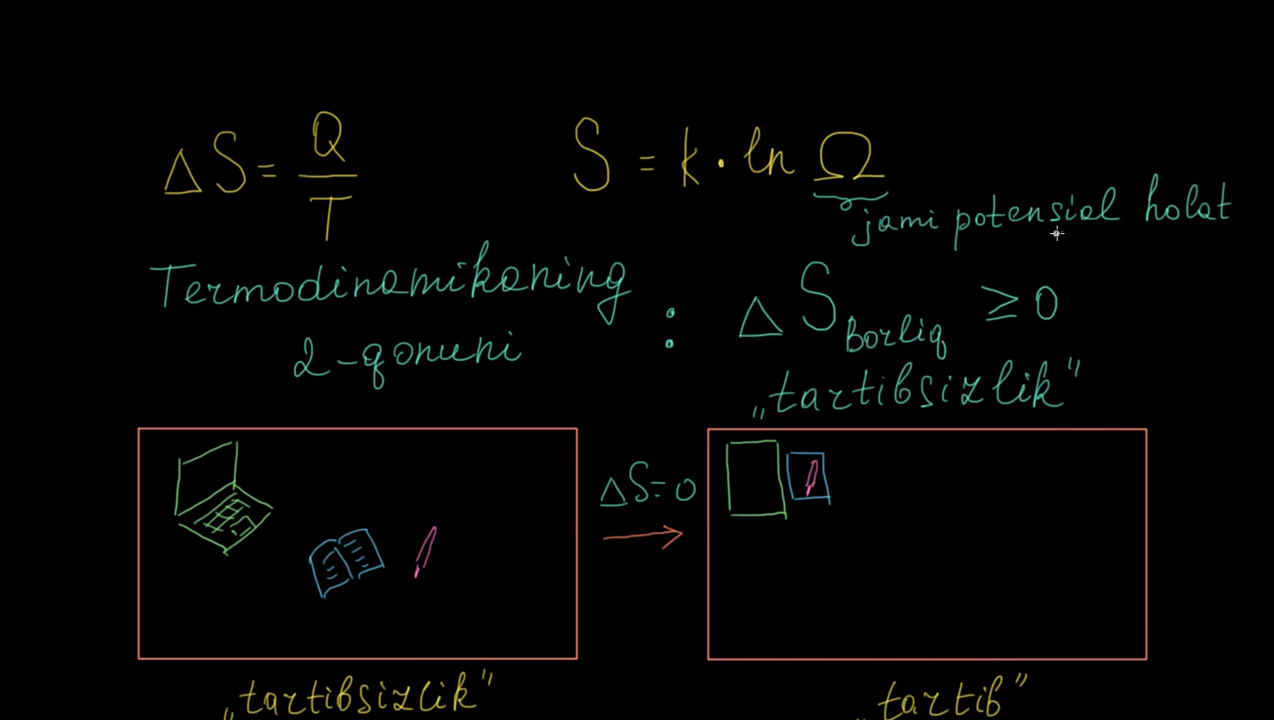 ΔS = Q/T
S = k · ln Ω
jami potensial holat
Termodinamikaning
2-qonuni
:
ΔS Borliq ≥ 0
„tartibsizlik"
ΔS = 0
„tartibsizlik"
„tartib"